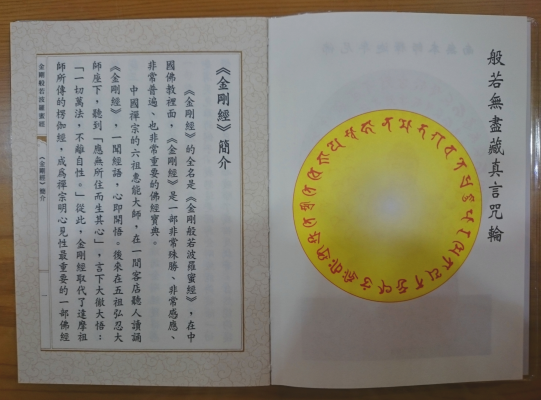 般若無盡藏真言咒輪
《金剛經》簡介
《金剛經》的全名是《金剛般若波羅蜜經》，在中
國佛教裡面，《金剛經》是一部非常殊勝、非常感應、
非常普遍、也非常重要的佛經寶典。
中國禪宗的六祖惠能大師，在一間客店聽人讀誦
《金剛經》，一聞經語，心即開悟。後來在五祖弘忍大
師座下，聽到「應無所住而生其心」，言下大徹大悟：
「一切萬法，不離自性。」從此，金剛經取代了達摩祖
師所傳的楞伽經，成為禪宗明心見性最重要的一部佛經
金剛般若波羅蜜經
《金剛經》簡介
一